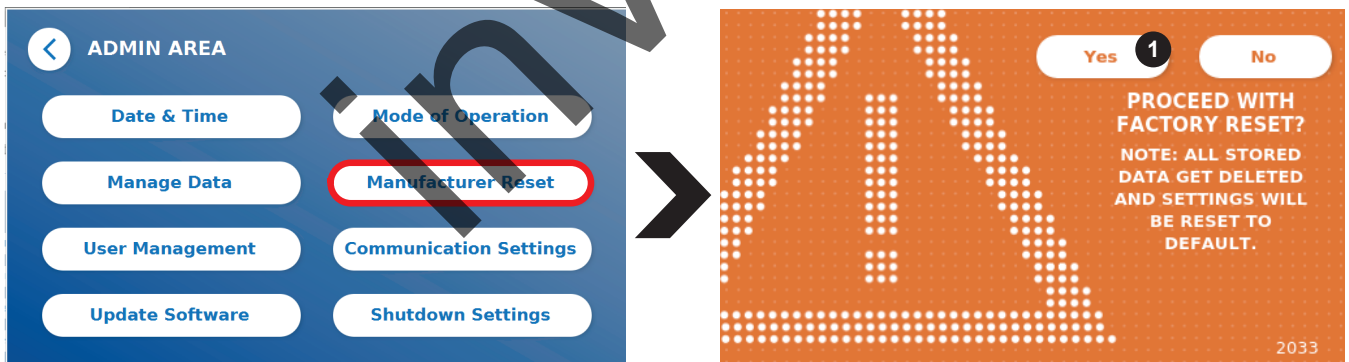 ADMIN AREA
Date & Time
Mode of Operation
Manage Data
Manufacturer Reset
User Management
Communication Settings
Update Software
Shutdown Settings
Yes
1
No
PROCEED WITH
FACTORY RESET?
NOTE: ALL STORED
DATA GET DELETED
AND SETTINGS WILL
BE RESET TO
DEFAULT.
2033